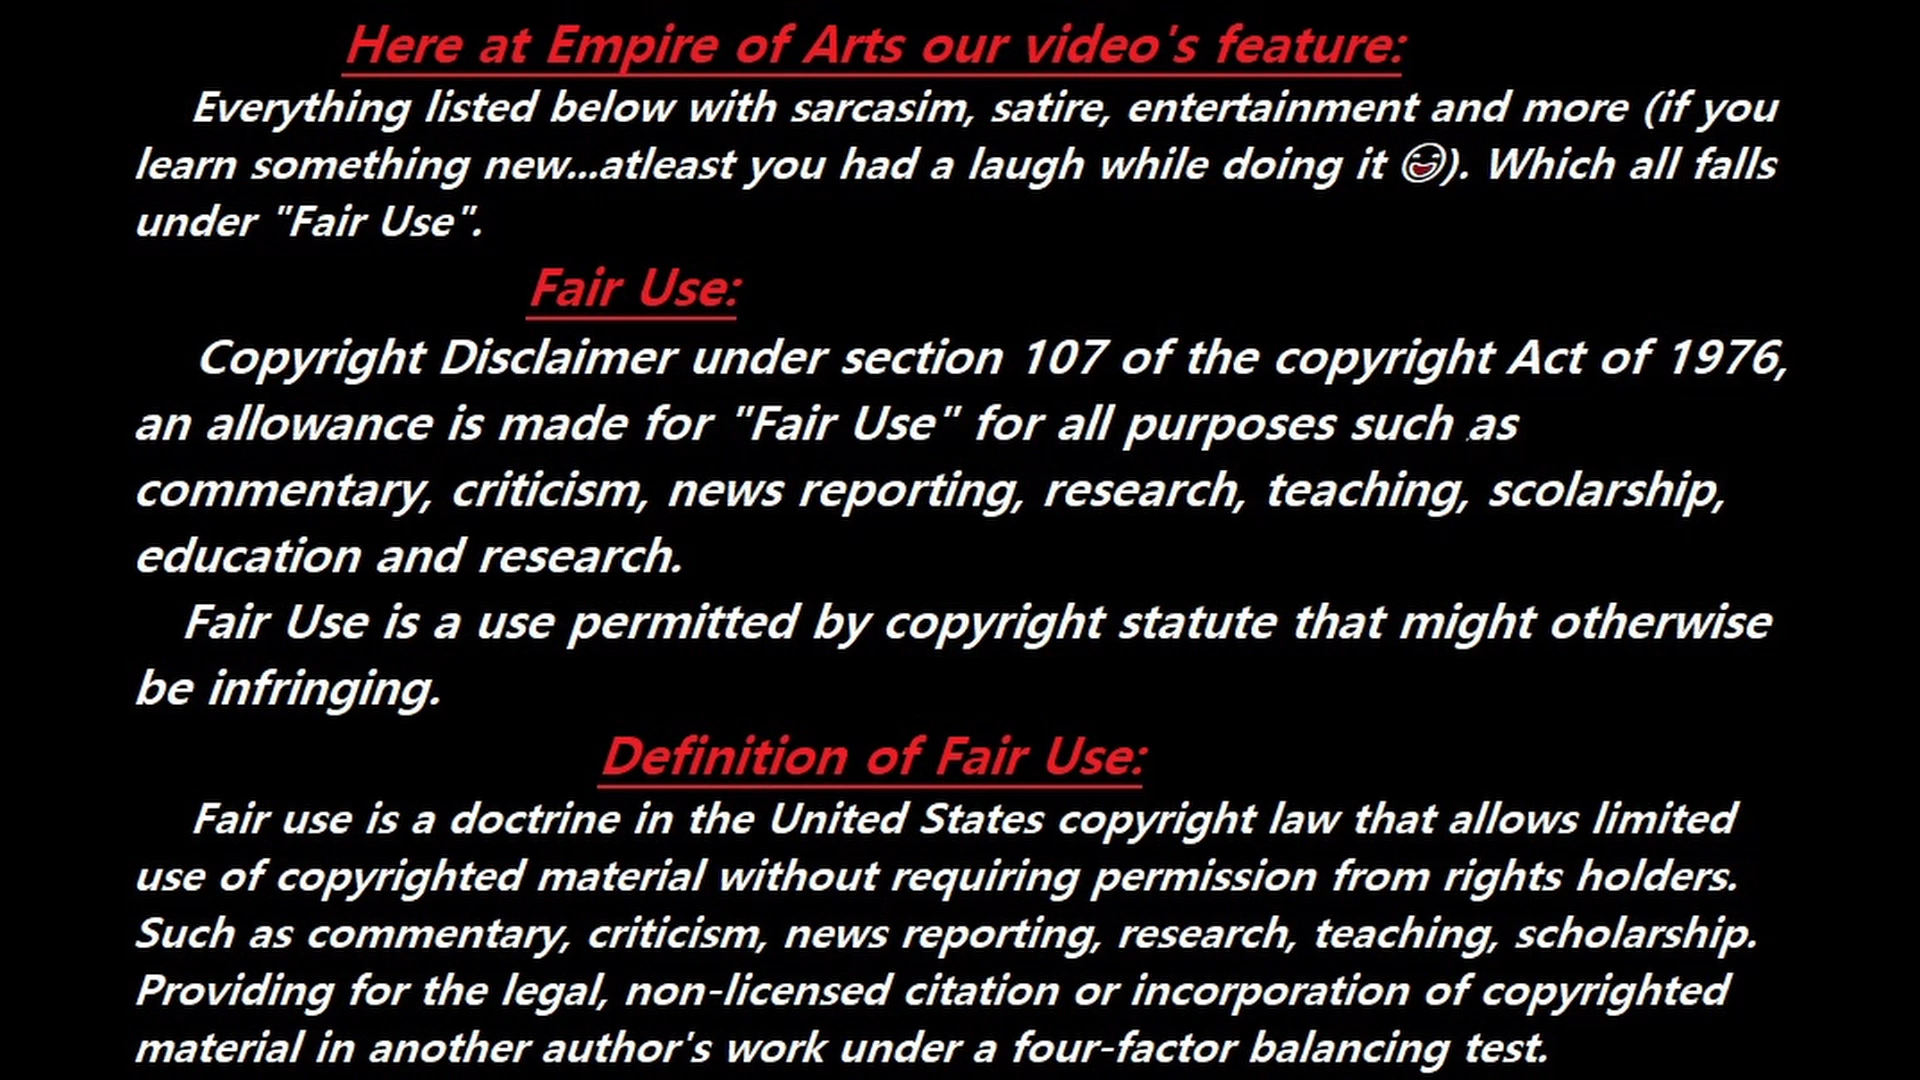 Here at Empire of Arts our video's feature:
Everything listed below with sarcasim, satire, entertainment and more (if you
learn something new...atleast you had a laugh while doing it 😄). Which all falls
under "Fair Use".
Fair Use:
Copyright Disclaimer under section 107 of the copyright Act of 1976,
an allowance is made for "Fair Use" for all purposes such as
commentary, criticism, news reporting, research, teaching, scolarship,
education and research.
Fair Use is a use permitted by copyright statute that might otherwise
be infringing.
Definition of Fair Use:
Fair use is a doctrine in the United States copyright law that allows limited
use of copyrighted material without requiring permission from rights holders.
Such as commentary, criticism, news reporting, research, teaching, scholarship.
Providing for the legal, non-licensed citation or incorporation of copyrighted
material in another author's work under a four-factor balancing test.